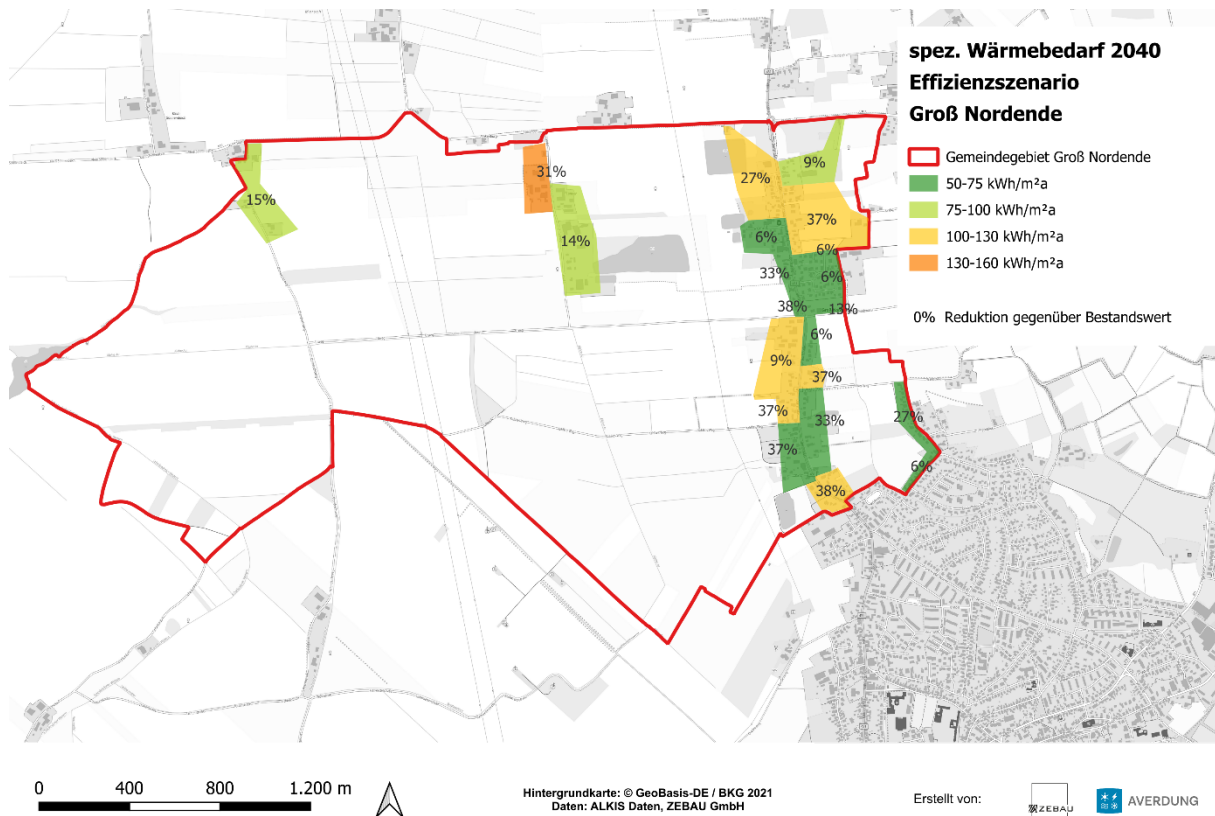 spez. Wärmebedarf 2040
Effizienzszenario
Groß Nordende
Gemeindegebiet Groß Nordende
50-75 kWh/m²a
75-100 kWh/m²a
100-130 kWh/m²a
130-160 kWh/m²a
0% Reduktion gegenüber Bestandswert
15%
31%
14%
27%
9%
37%
6%
6%
33%
6%
38%
13%
6%
9%
37%
37%
33%
37%
27%
6%
38%
0 400 800 1.200 m
Hintergrundkarte: © GeoBasis-DE / BKG 2021
Daten: ALKIS Daten, ZEBAU GmbH
Erstellt von:
ZEBAU
AVERDUNG